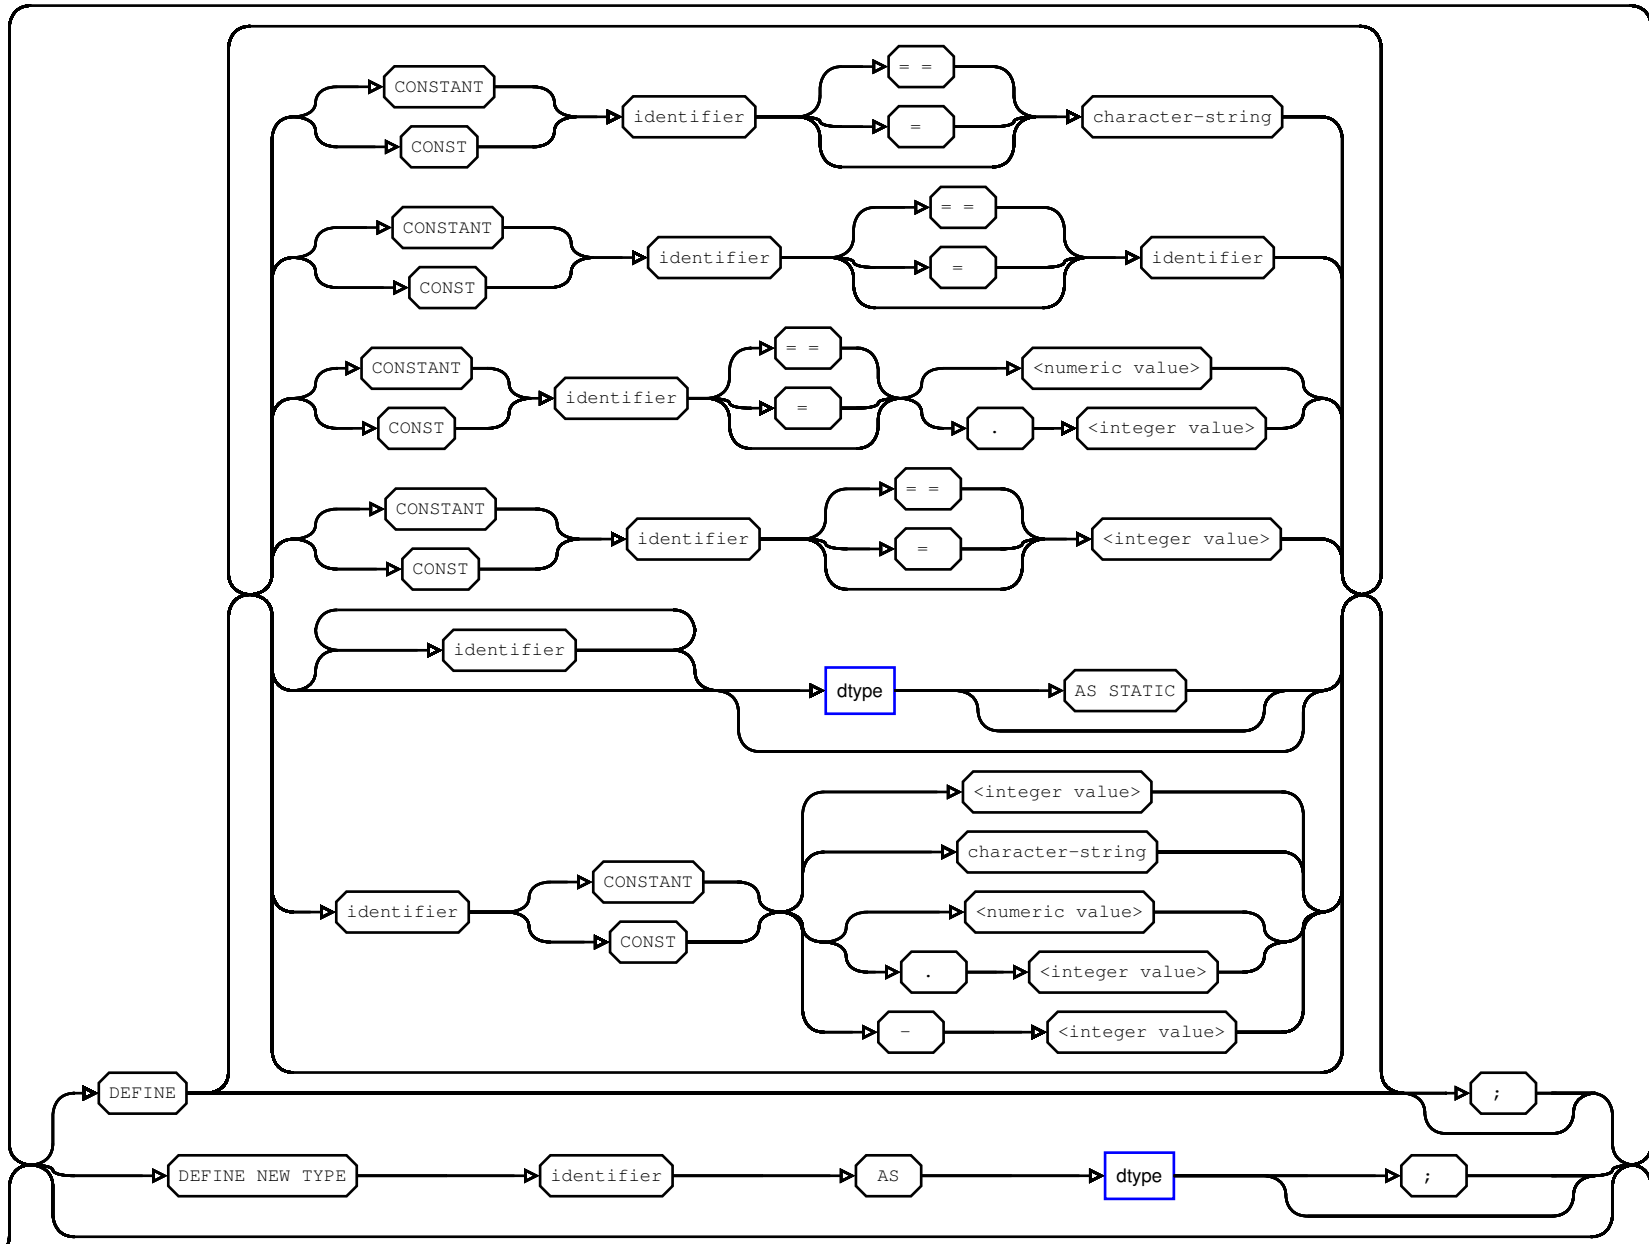 = =
CONSTANT
identifier
character-string
=
CONST
= =
CONSTANT
identifier
identifier
=
CONST
= =
CONSTANT
<numeric value>
identifier
=
CONST
.
<integer value>
= =
CONSTANT
identifier
<integer value>
=
CONST
identifier
dtype
AS STATIC
<integer value>
character-string
CONSTANT
identifier
<numeric value>
CONST
.
<integer value>
-
<integer value>
DEFINE
;
DEFINE NEW TYPE
identifier
AS
dtype
;